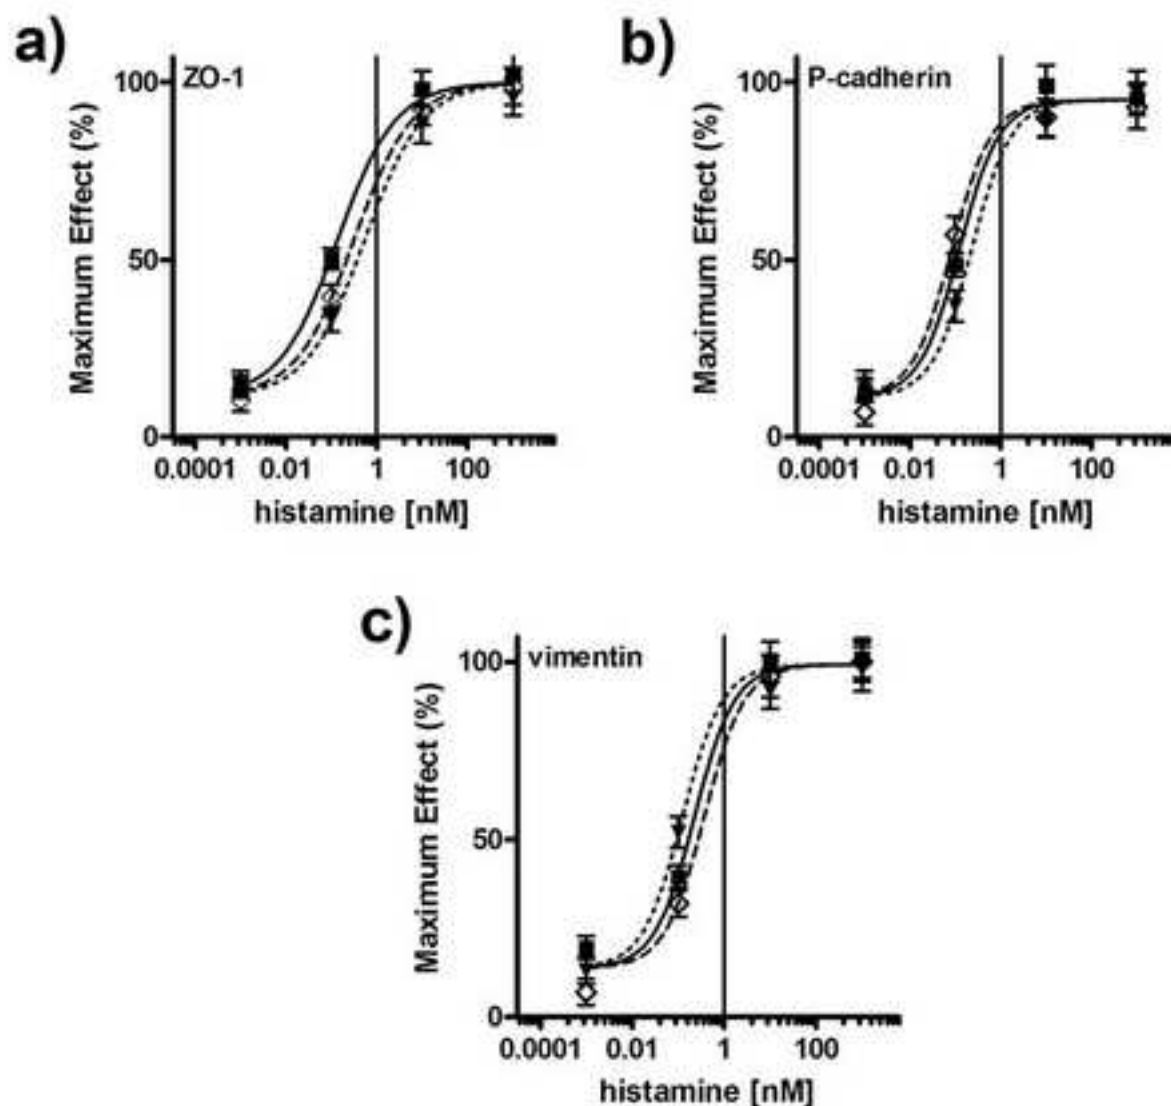 a)
ZO-1
Maximum Effect (%)
100
50
0
0.0001 0.01 1 100
histamine [nM]
b)
P-cadherin
Maximum Effect (%)
100
50
0
0.0001 0.01 1 100
histamine [nM]
c)
vimentin
Maximum Effect (%)
100
50
0
0.0001 0.01 1 100
histamine [nM]